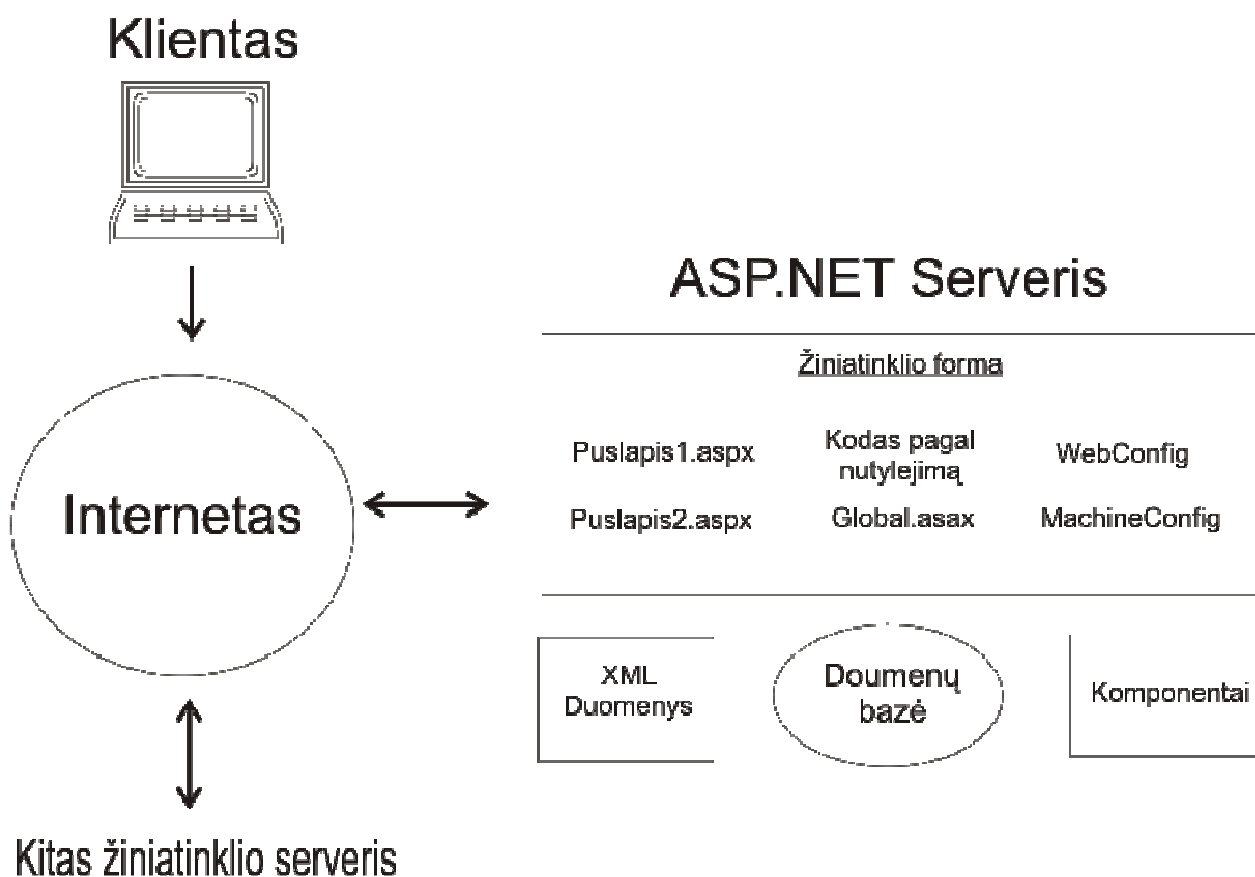 Klientas
ASP.NET Serveris
Žiniatinklio forma
Puslapis1.aspx
Kodas pagal
nutylejimą
WebConfig
Puslapis2.aspx
Global.asax
MachineConfig
Internetas
XML
Duomenys
Doumenų
bazė
Komponentai
Kitas žiniatinklio serveris